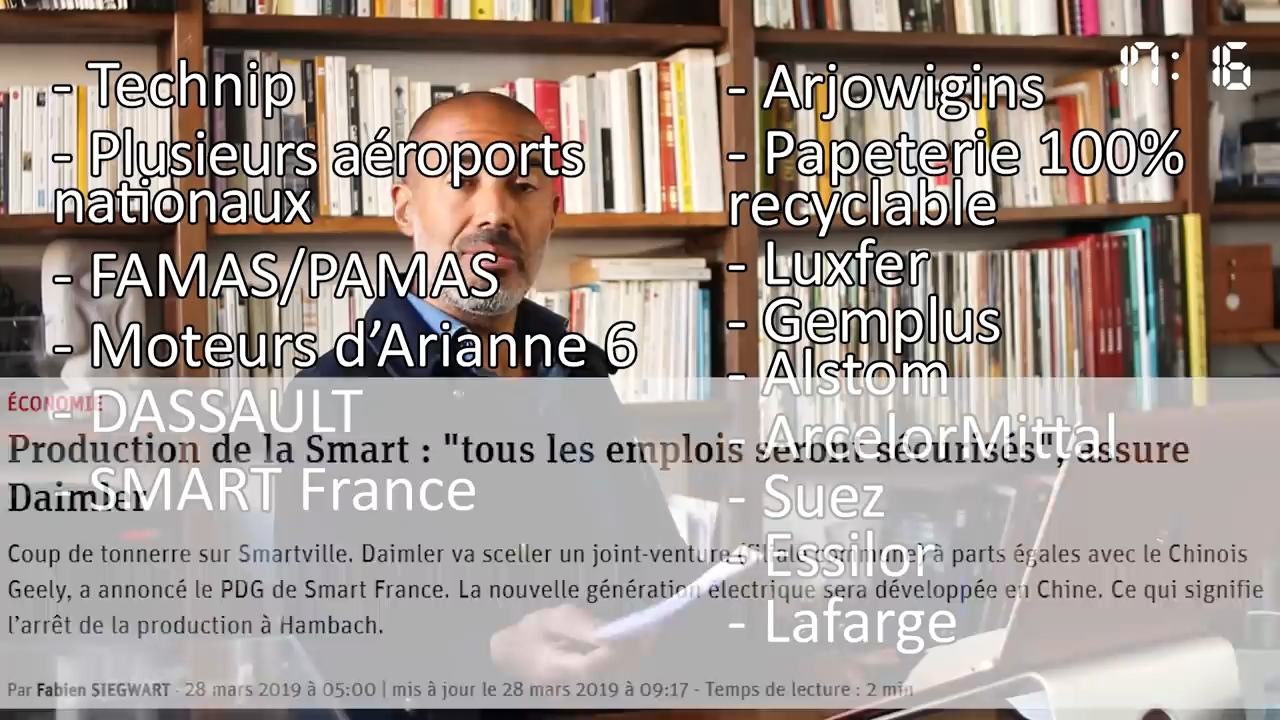 17:16
- Technip
- Plusieurs aéroports
nationaux
- FAMAS/PAMAS
- Moteurs d'Arianne 6
- DASSAULT
- SMART France
- Arjowigins
- Papeterie 100%
recyclable
- Luxfer
- Gemplus
- Alstom
- ArcelorMittal
- Suez
- Essilor
- Lafarge
ÉCONOMIE
Production de la Smart : "tous les emplois seront sécurisés", assure
Daimler
Coup de tonnerre sur Smartville. Daimler va sceller un joint-venture (filiale commune) à parts égales avec le Chinois
Geely, a annoncé le PDG de Smart France. La nouvelle génération électrique sera développée en Chine. Ce qui signifie
l'arrêt de la production à Hambach.
Par Fabien SIEGWART - 28 mars 2019 à 05:00 | mis à jour le 28 mars 2019 à 09:17 - Temps de lecture : 2 min